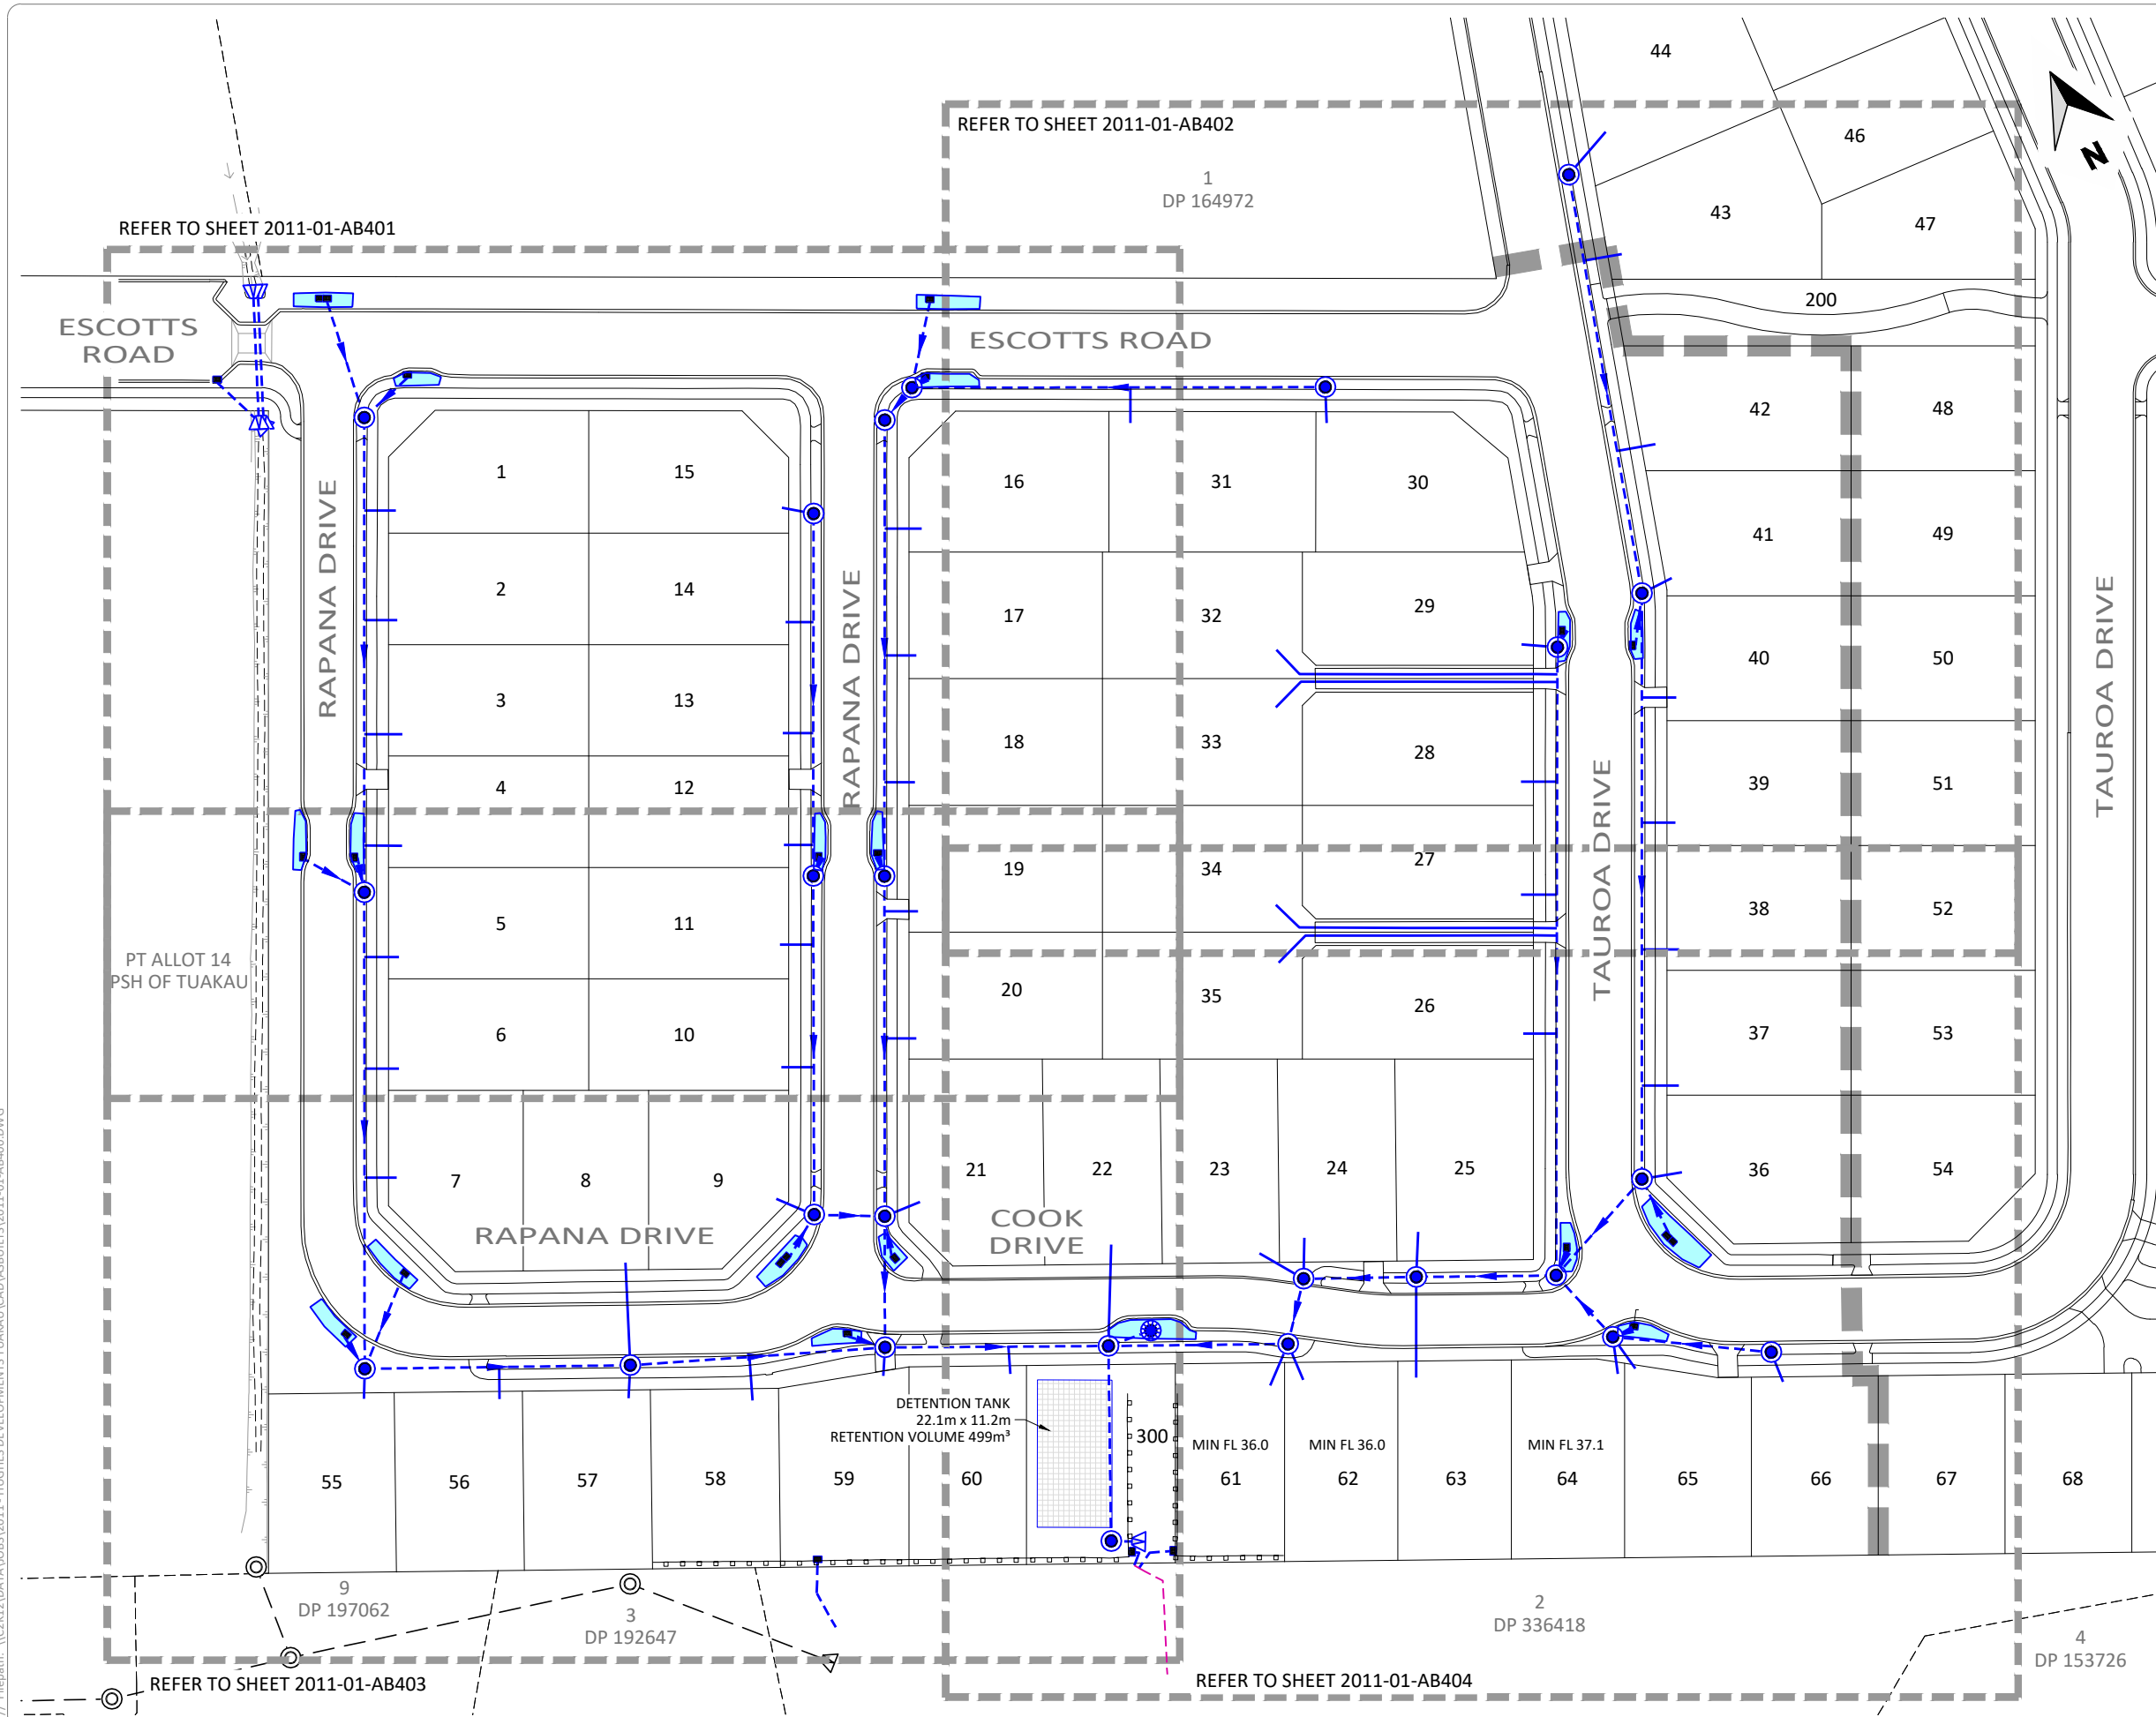 44
REFER TO SHEET 2011-01-AB402
46
N
1
DP 164972
43
47
REFER TO SHEET 2011-01-AB401
200
ESCOTTS
ROAD
ESCOTTS ROAD
42
48
1
15
16
31
30
41
49
RAPANA DRIVE
2
14
RAPANA DRIVE
17
32
29
TAUROA DRIVE
40
50
3
13
18
33
28
TAUROA DRIVE
39
51
4
12
19
34
27
38
52
5
11
PT ALLOT 14
PSH OF TUAKAU
20
35
26
6
10
37
53
7
8
9
21
22
23
24
25
36
54
RAPANA DRIVE
COOK
DRIVE
DETENTION TANK
22.1m x 11.2m
RETENTION VOLUME 499m³
300
MIN FL 36.0
MIN FL 36.0
MIN FL 37.1
55
56
57
58
59
60
61
62
63
64
65
66
67
68
9
DP 197062
3
DP 192647
2
DP 336418
4
DP 153726
REFER TO SHEET 2011-01-AB403
REFER TO SHEET 2011-01-AB404